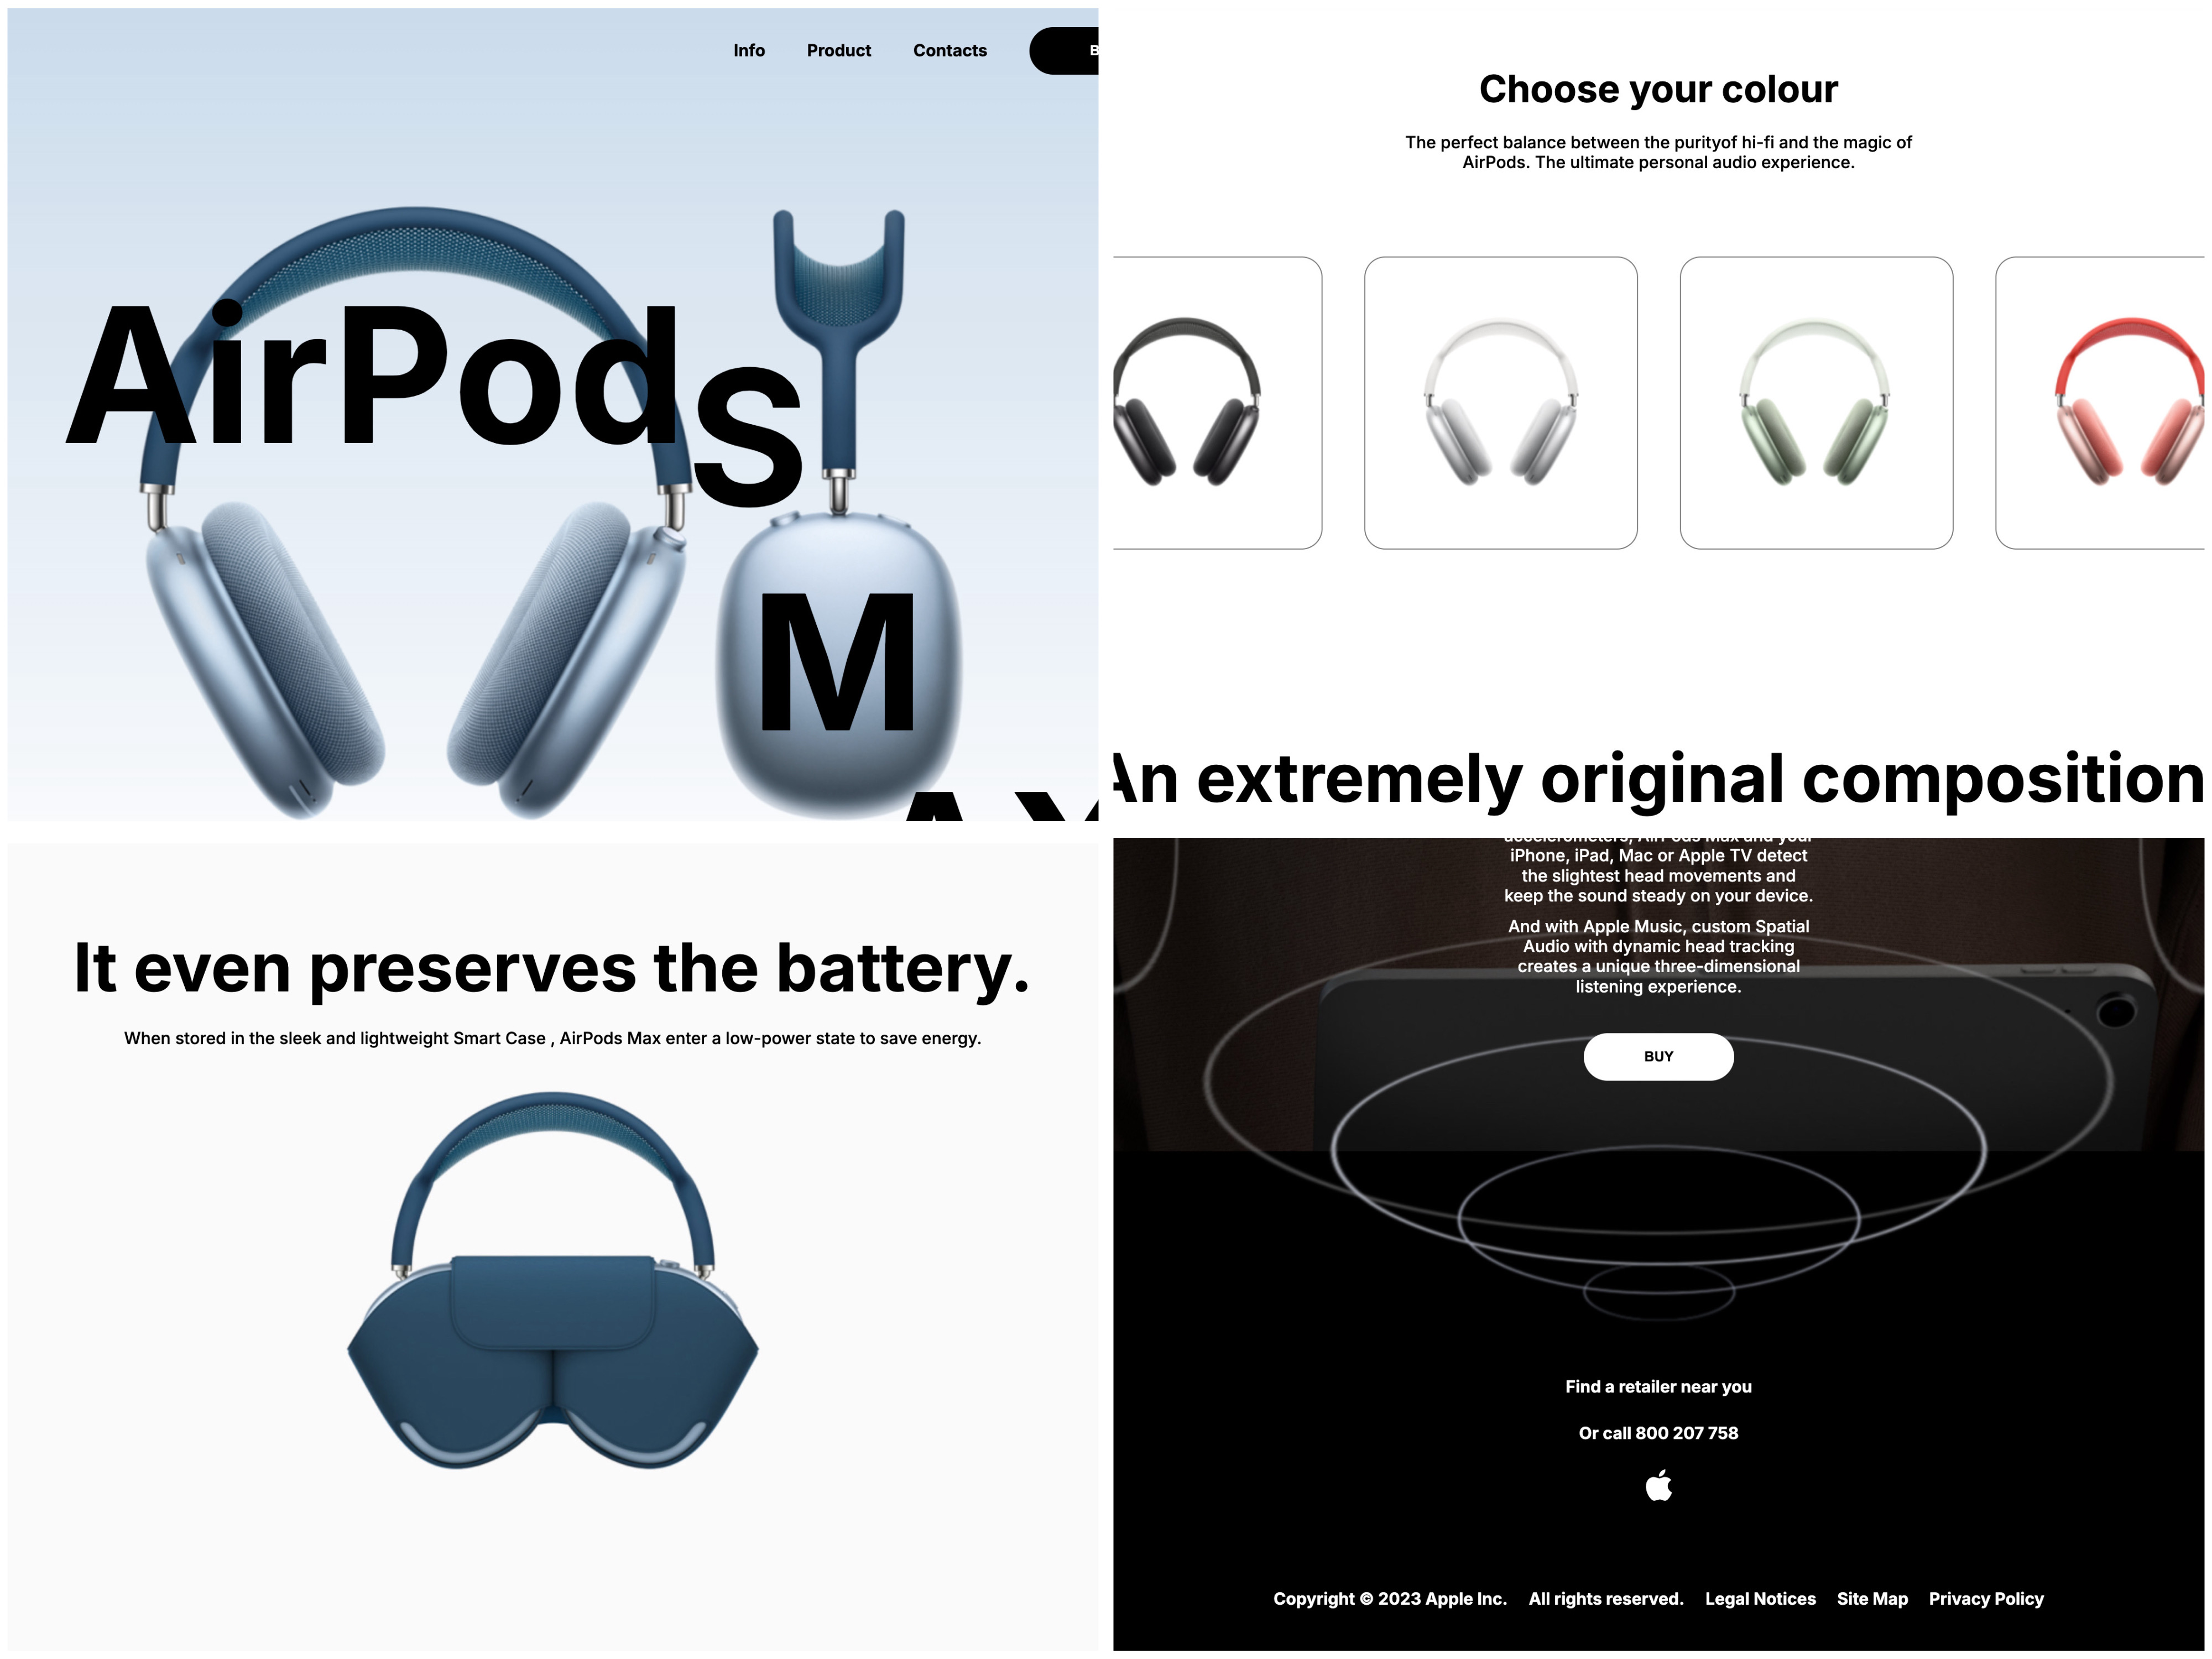 Info Product Contacts
AirPods
M
Choose your colour
The perfect balance between the purityof hi-fi and the magic of
AirPods. The ultimate personal audio experience.
An extremely original composition
It even preserves the battery.
When stored in the sleek and lightweight Smart Case , AirPods Max enter a low-power state to save energy.
accelerometers, AirPods Max and your
iPhone, iPad, Mac or Apple TV detect
the slightest head movements and
keep the sound steady on your device.
And with Apple Music, custom Spatial
Audio with dynamic head tracking
creates a unique three-dimensional
listening experience.
BUY
Find a retailer near you
Or call 800 207 758
Copyright © 2023 Apple Inc. All rights reserved. Legal Notices Site Map Privacy Policy